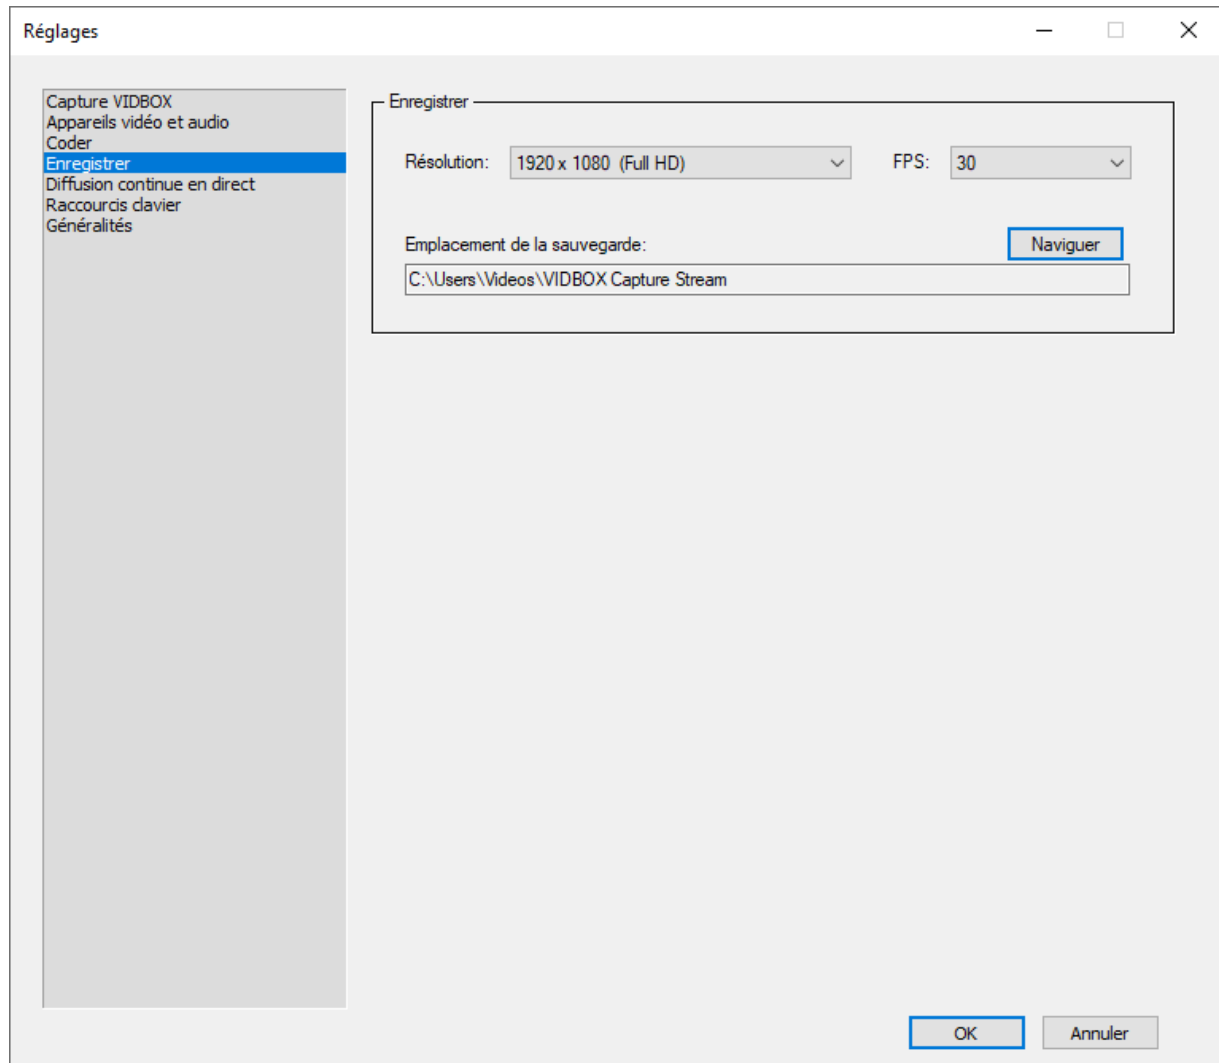 Réglages
Capture VIDBOX
Appareils vidéo et audio
Coder
Enregistrer
Diffusion continue en direct
Raccourcis clavier
Généralités
Enregistrer
Résolution: 1920 x 1080 (Full HD) FPS: 30
Emplacement de la sauvegarde: Naviguer
C:\Users\Videos\VIDBOX Capture Stream
OK Annuler